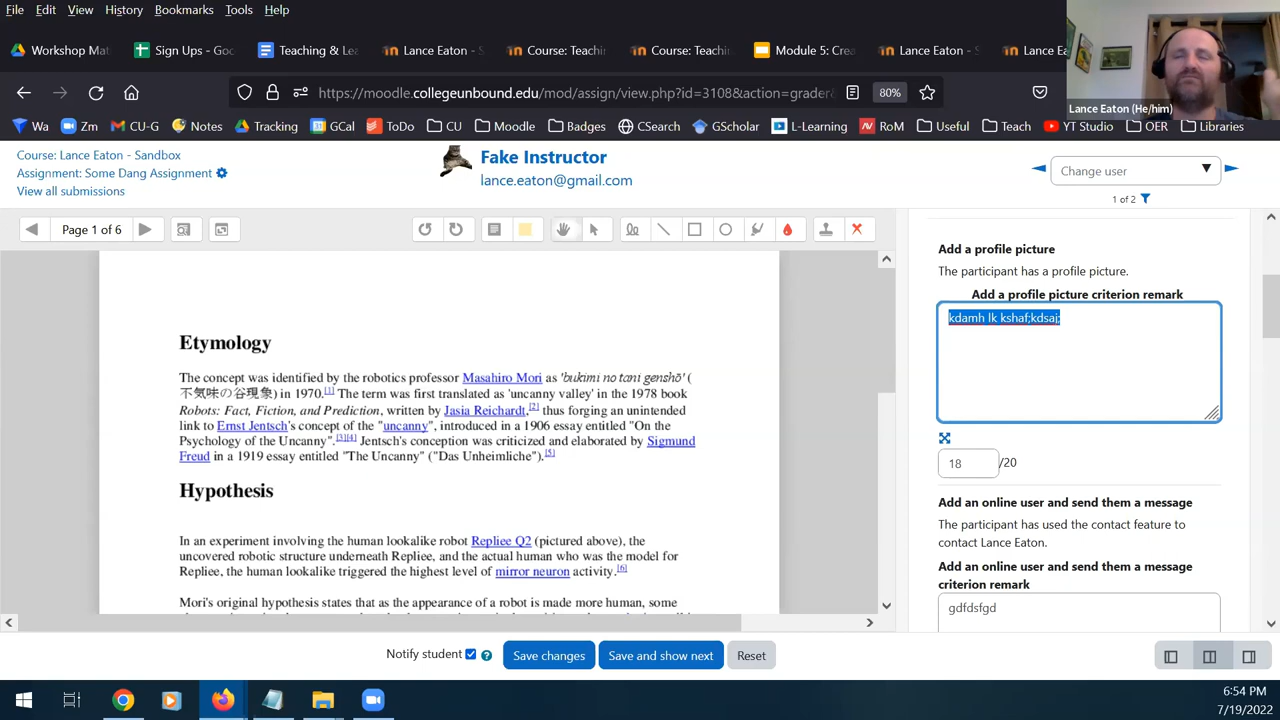 File Edit View History Bookmarks Tools Help
Workshop Mat Sign Ups - Goo Teaching & Lea Lance Eaton - S Course: Teachin Course: Teachin Module 5: Crea Lance Eaton - S Lance Ea
https://moodle.collegeunbound.edu/mod/assign/view.php?id=3108&action=grader 80%
Lance Eaton (He/him)
Wa Zm CU-G Notes Tracking GCal ToDo CU Moodle Badges CSearch GScholar L-Learning RoM Useful Teach YT Studio OER Libraries
Course: Lance Eaton - Sandbox
Assignment: Some Dang Assignment
View all submissions
Fake Instructor
lance.eaton@gmail.com
Change user
1 of 2
Page 1 of 6
Etymology
The concept was identified by the robotics professor Masahiro Mori as 'bukimi no tani genshō' (
不気味の谷現象) in 1970.[1] The term was first translated as 'uncanny valley' in the 1978 book
Robots: Fact, Fiction, and Prediction, written by Jasia Reichardt,[2] thus forging an unintended
link to Ernst Jentsch's concept of the "uncanny", introduced in a 1906 essay entitled "On the
Psychology of the Uncanny".[3][4] Jentsch's conception was criticized and elaborated by Sigmund
Freud in a 1919 essay entitled "The Uncanny" ("Das Unheimliche").[5]
Hypothesis
In an experiment involving the human lookalike robot Repliee Q2 (pictured above), the
uncovered robotic structure underneath Repliee, and the actual human who was the model for
Repliee, the human lookalike triggered the highest level of mirror neuron activity.[6]
Mori's original hypothesis states that as the appearance of a robot is made more human, some
Add a profile picture
The participant has a profile picture.
Add a profile picture criterion remark
kdamh lk kshaf;kdsaj;
18 /20
Add an online user and send them a message
The participant has used the contact feature to
contact Lance Eaton.
Add an online user and send them a message
criterion remark
gdfdsfgd
Notify student Save changes Save and show next Reset
6:54 PM
7/19/2022